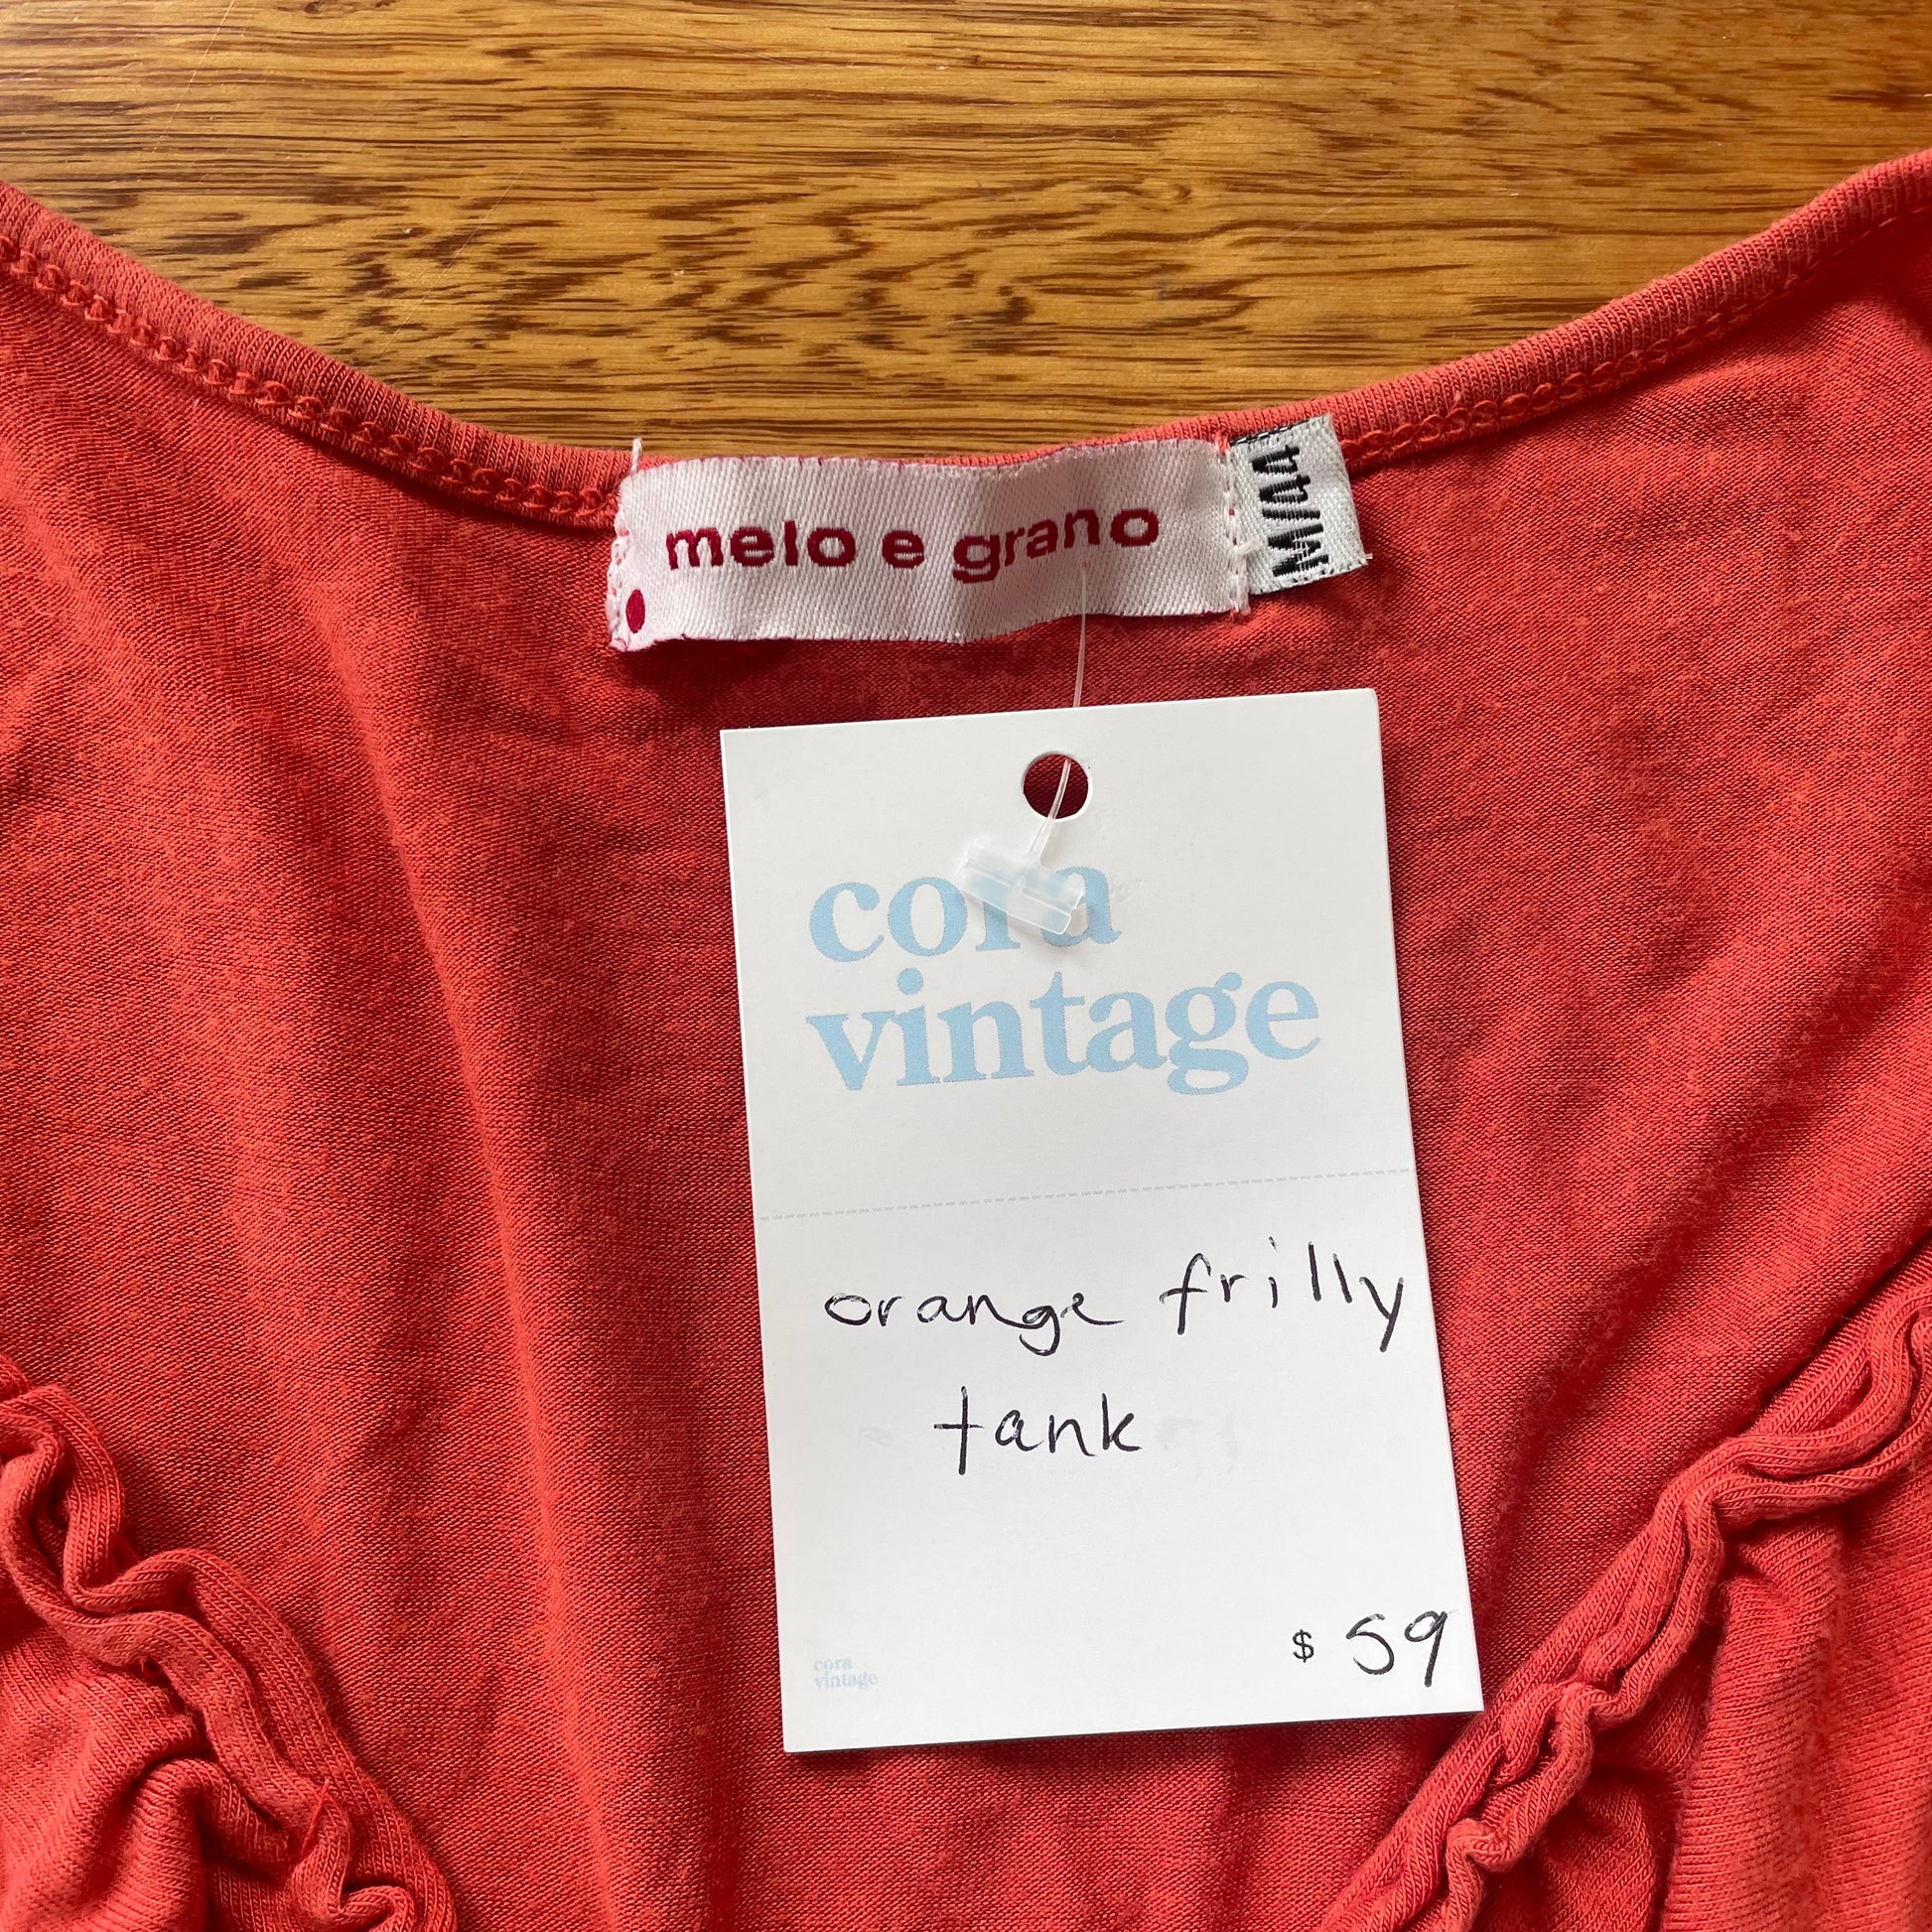 melo e grano
M/44
cora
vintage
orange frilly
tank
$ 59
cora
vintage